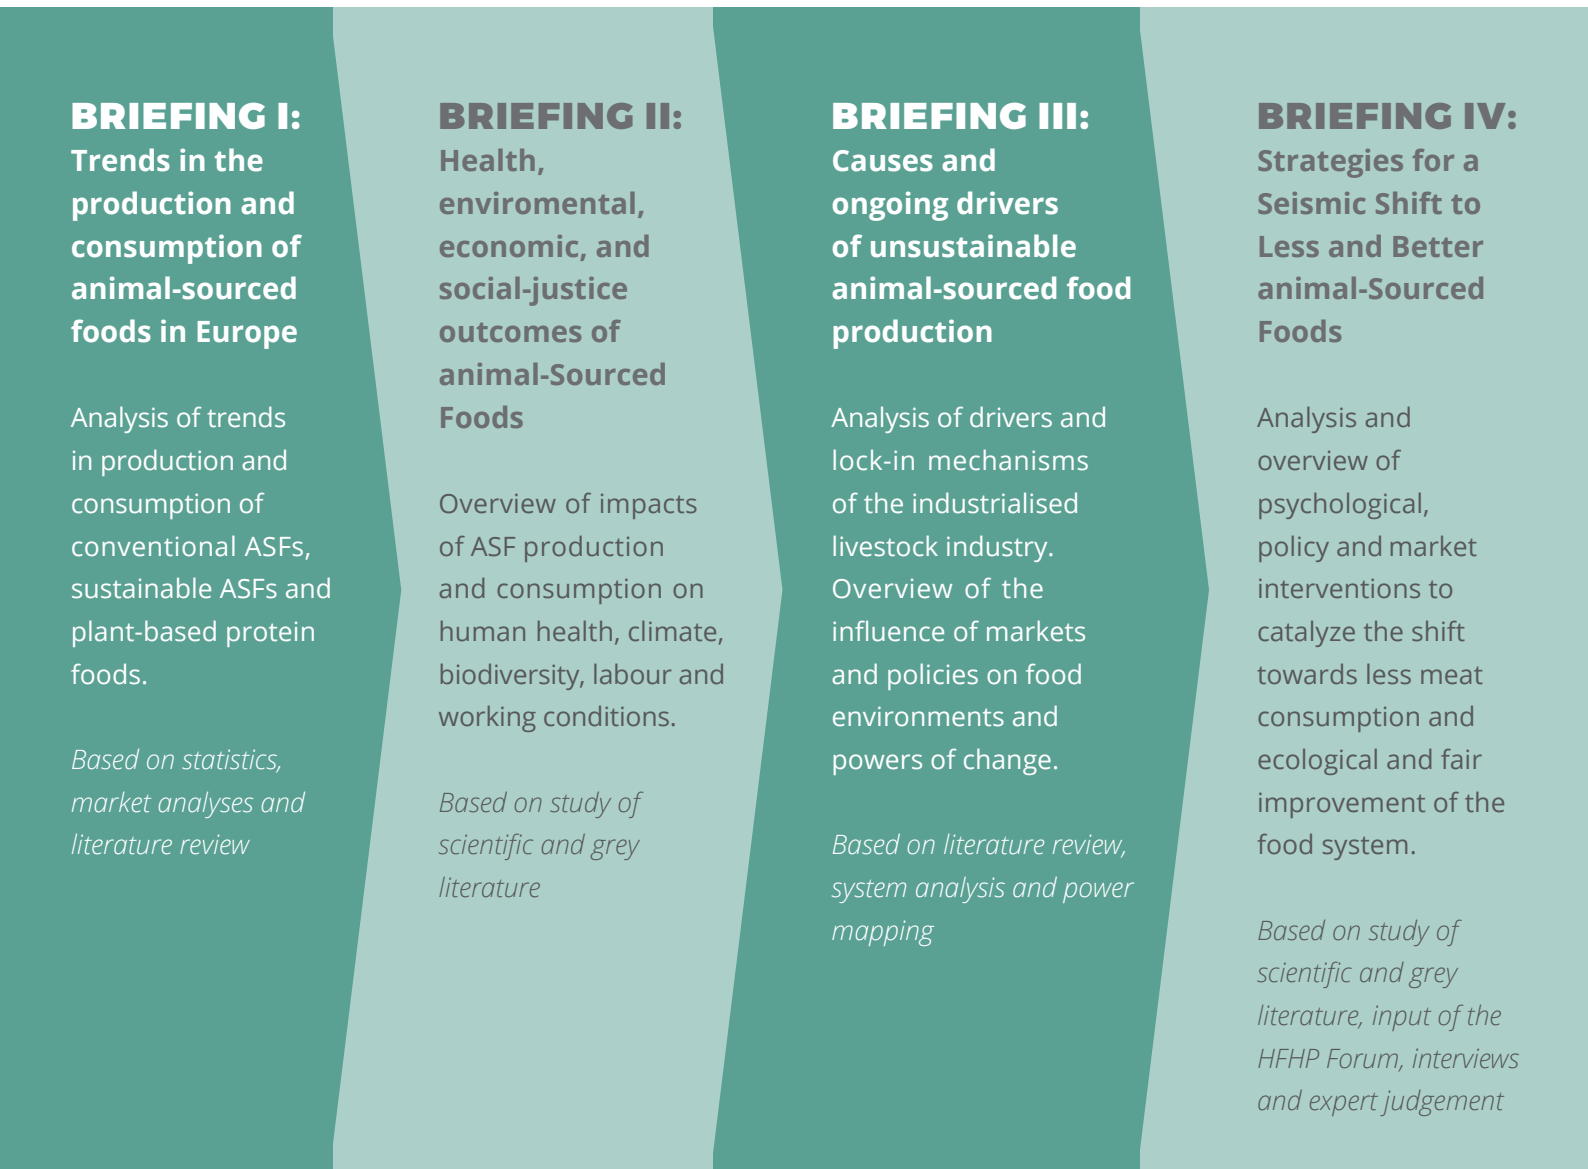 BRIEFING I:
Trends in the
production and
consumption of
animal-sourced
foods in Europe
Analysis of trends
in production and
consumption of
conventional ASFs,
sustainable ASFs and
plant-based protein
foods.
Based on statistics,
market analyses and
literature review
BRIEFING II:
Health,
enviromental,
economic, and
social-justice
outcomes of
animal-Sourced
Foods
Overview of impacts
of ASF production
and consumption on
human health, climate,
biodiversity, labour and
working conditions.
Based on study of
scientific and grey
literature
BRIEFING III:
Causes and
ongoing drivers
of unsustainable
animal-sourced food
production
Analysis of drivers and
lock-in mechanisms
of the industrialised
livestock industry.
Overview of the
influence of markets
and policies on food
environments and
powers of change.
Based on literature review,
system analysis and power
mapping
BRIEFING IV:
Strategies for a
Seismic Shift to
Less and Better
animal-Sourced
Foods
Analysis and
overview of
psychological,
policy and market
interventions to
catalyze the shift
towards less meat
consumption and
ecological and fair
improvement of the
food system.
Based on study of
scientific and grey
literature, input of the
HFHP Forum, interviews
and expert judgement